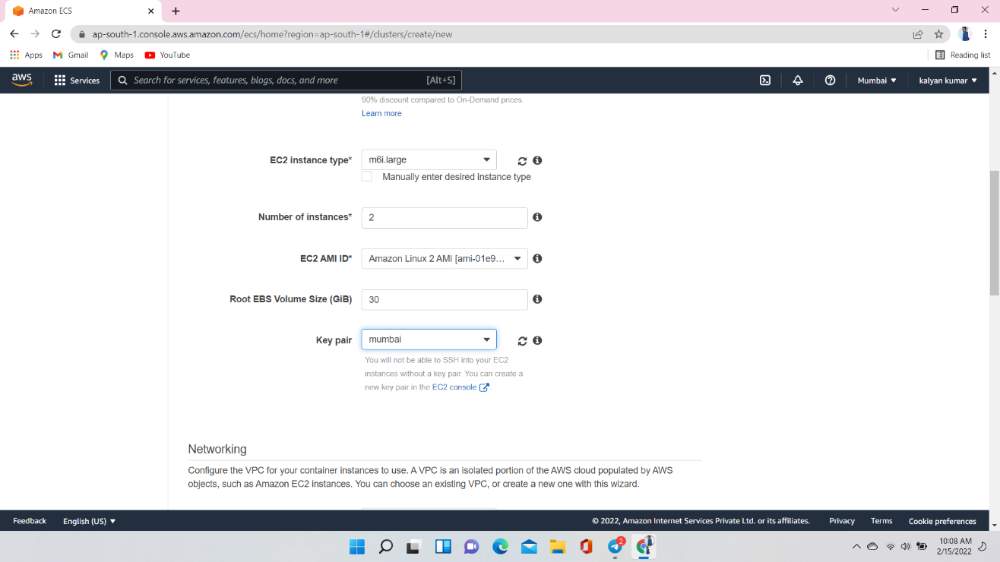 Amazon ECS
ap-south-1.console.aws.amazon.com/ecs/home?region=ap-south-1#/clusters/create/new
Apps Gmail Maps YouTube Reading list
aws Services Search for services, features, blogs, docs, and more [Alt+S] Mumbai ▼ kalyan kumar ▼
90% discount compared to On-Demand prices.
Learn more
EC2 instance type* m6i.large
Manually enter desired instance type
Number of instances* 2
EC2 AMI ID* Amazon Linux 2 AMI [ami-01e9...
Root EBS Volume Size (GiB) 30
Key pair mumbai
You will not be able to SSH into your EC2
instances without a key pair. You can create a
new key pair in the EC2 console .
Networking
Configure the VPC for your container instances to use. A VPC is an isolated portion of the AWS cloud populated by AWS
objects, such as Amazon EC2 instances. You can choose an existing VPC, or create a new one with this wizard.
Feedback English (US) ▼ © 2022, Amazon Internet Services Private Ltd. or its affiliates. Privacy Terms Cookie preferences
2
10:08 AM
2/15/2022